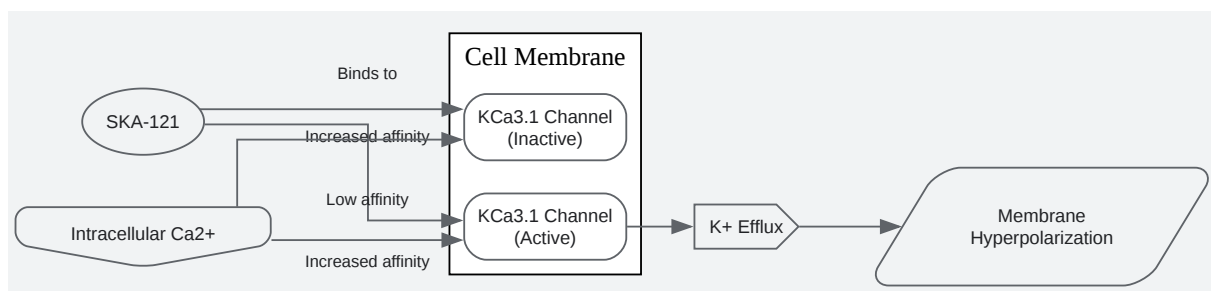 Cell Membrane
Binds to
SKA-121
KCa3.1 Channel
(Inactive)
Increased affinity
Low affinity
KCa3.1 Channel
(Active)
Intracellular Ca2+
Increased affinity
K+ Efflux
Membrane
Hyperpolarization